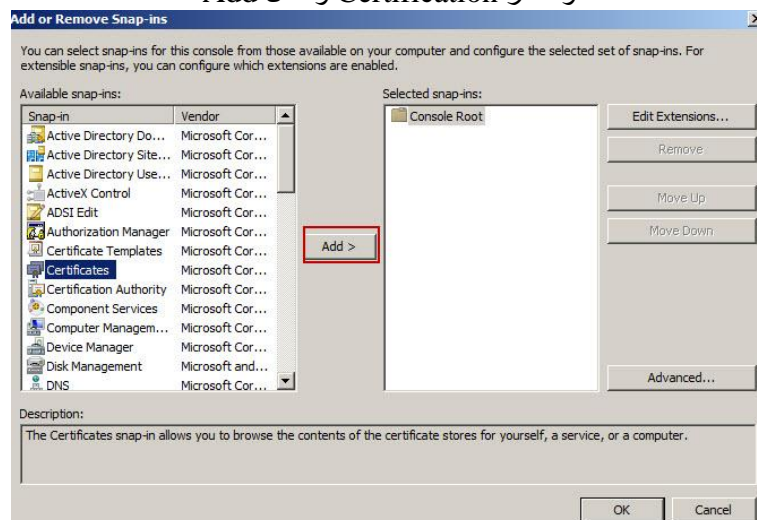 Certification
Add
Add or Remove Snap-ins
You can select snap-ins for this console from those available on your computer and configure the selected set of snap-ins. For
extensible snap-ins, you can configure which extensions are enabled.
Available snap-ins:
Selected snap-ins:
Snap-in Vendor
Active Directory Do... Microsoft Cor...
Active Directory Site... Microsoft Cor...
Active Directory Use... Microsoft Cor...
ActiveX Control Microsoft Cor...
ADSI Edit Microsoft Cor...
Authorization Manager Microsoft Cor...
Certificate Templates Microsoft Cor...
Certificates Microsoft Cor...
Certification Authority Microsoft Cor...
Component Services Microsoft Cor...
Computer Managem... Microsoft Cor...
Device Manager Microsoft Cor...
Disk Management Microsoft and...
DNS Microsoft Cor...
Add >
Console Root
Edit Extensions...
Remove
Move Up
Move Down
Advanced...
Description:
The Certificates snap-in allows you to browse the contents of the certificate stores for yourself, a service, or a computer.
OK
Cancel